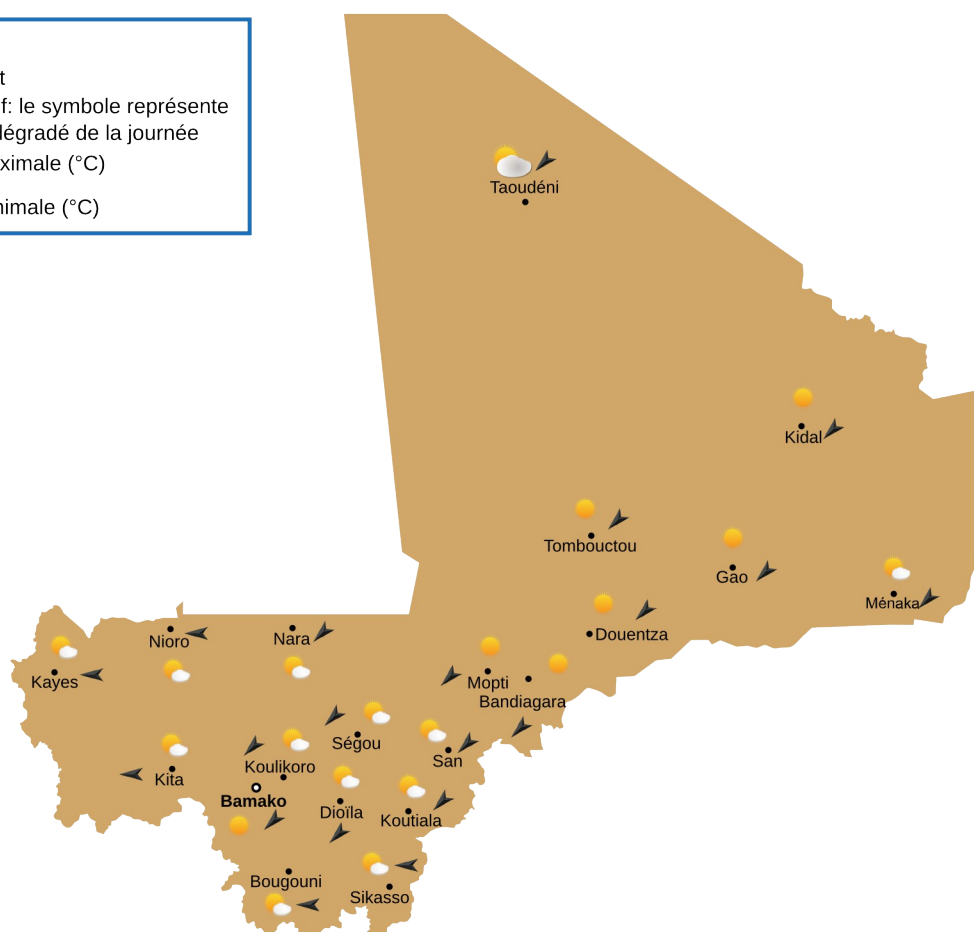 t
f: le symbole représente
dégradé de la journée
ximale (°C)
nimale (°C)
Taoudéni
Kidal
Tombouctou
Gao
Ménaka
Douentza
Nioro
Nara
Kayes
Mopti
Bandiagara
Ségou
San
Koulikoro
Kita
Bamako
Dioïla
Koutiala
Bougouni
Sikasso